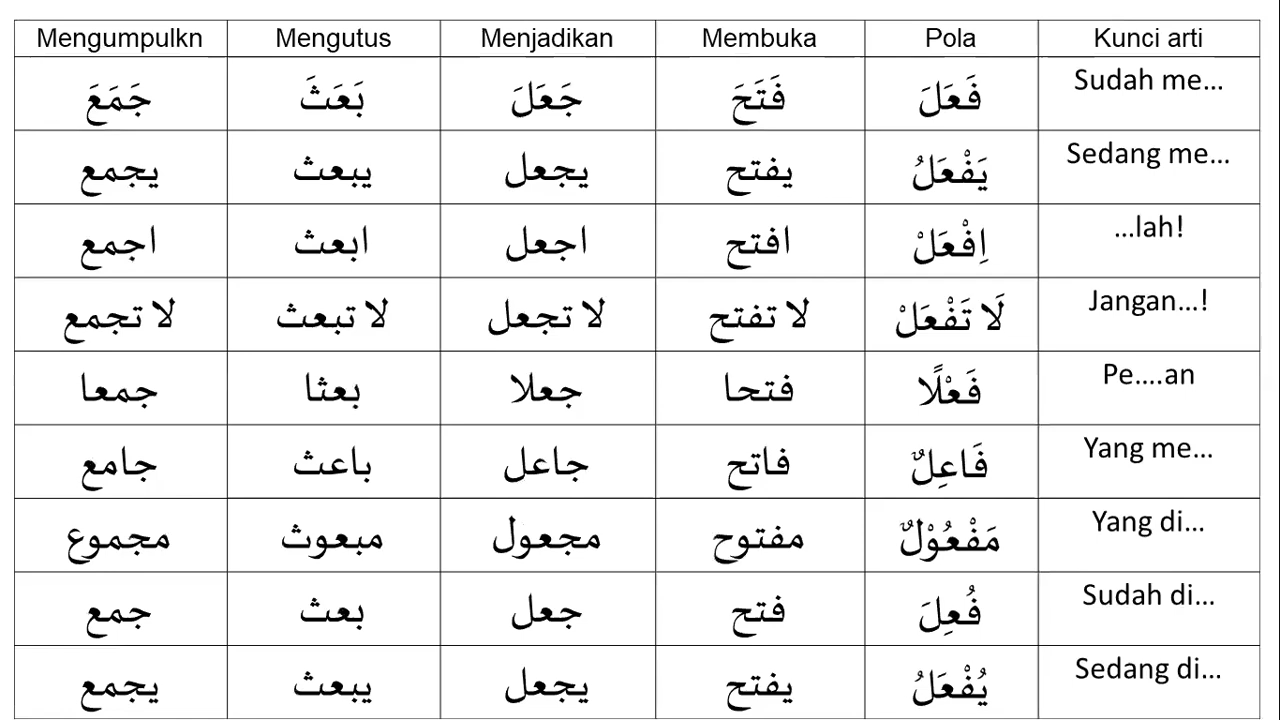 Mengumpulkn Mengutus Menjadikan Membuka Pola Kunci arti
جَمَعَ بَعَثَ جَعَلَ فَتَحَ فَعَلَ Sudah me...
يجمع يبعث يجعل يفتح يَفْعَلُ Sedang me...
اجمع ابعث اجعل افتح اِفْعَلْ ...lah!
لا تجمع لا تبعث لا تجعل لا تفتح لَا تَفْعَلْ Jangan...!
جمعا بعثا جعلا فتحا فَعْلًا Pe....an
جامع باعث جاعل فاتح فَاعِلٌ Yang me...
مجموع مبعوث مجعول مفتوح مَفْعُوْلٌ Yang di...
جمع بعث جعل فتح فُعِلَ Sudah di...
يجمع يبعث يجعل يفتح يُفْعَلُ Sedang di...